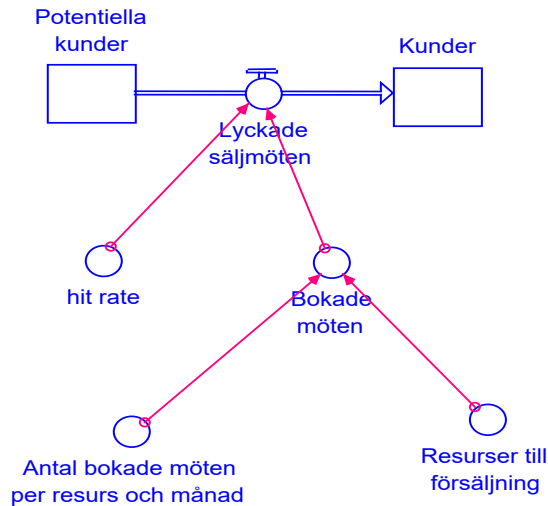 Potentiella
kunder
Kunder
Lyckade
säljmöten
hit rate
Bokade
möten
Antal bokade möten
per resurs och månad
Resurser till
försäljning